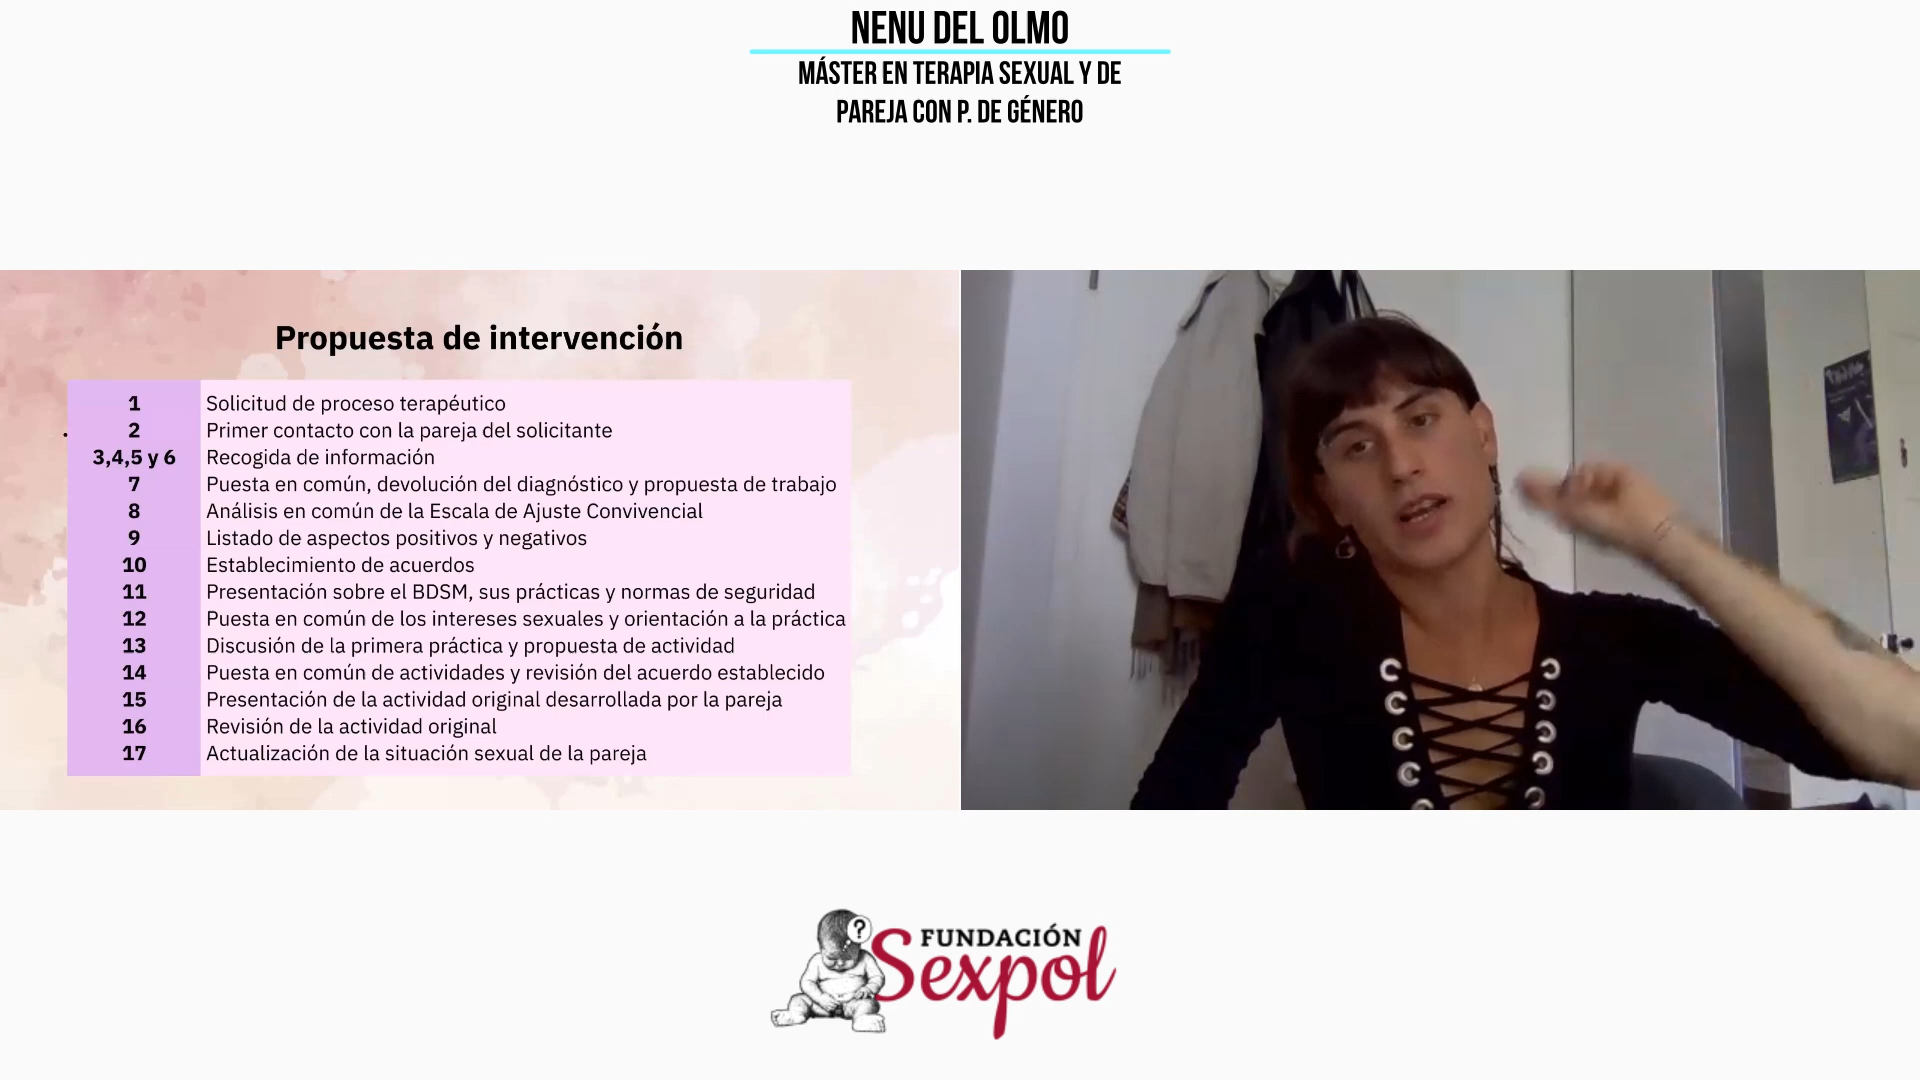 NENU DEL OLMO
MÁSTER EN TERAPIA SEXUAL Y DE
PAREJA CON P. DE GÉNERO
Propuesta de intervención
1 Solicitud de proceso terapéutico
2 Primer contacto con la pareja del solicitante
3,4,5 y 6 Recogida de información
7 Puesta en común, devolución del diagnóstico y propuesta de trabajo
8 Análisis en común de la Escala de Ajuste Convivencial
9 Listado de aspectos positivos y negativos
10 Establecimiento de acuerdos
11 Presentación sobre el BDSM, sus prácticas y normas de seguridad
12 Puesta en común de los intereses sexuales y orientación a la práctica
13 Discusión de la primera práctica y propuesta de actividad
14 Puesta en común de actividades y revisión del acuerdo establecido
15 Presentación de la actividad original desarrollada por la pareja
16 Revisión de la actividad original
17 Actualización de la situación sexual de la pareja
?
FUNDACIÓN
Sexpol